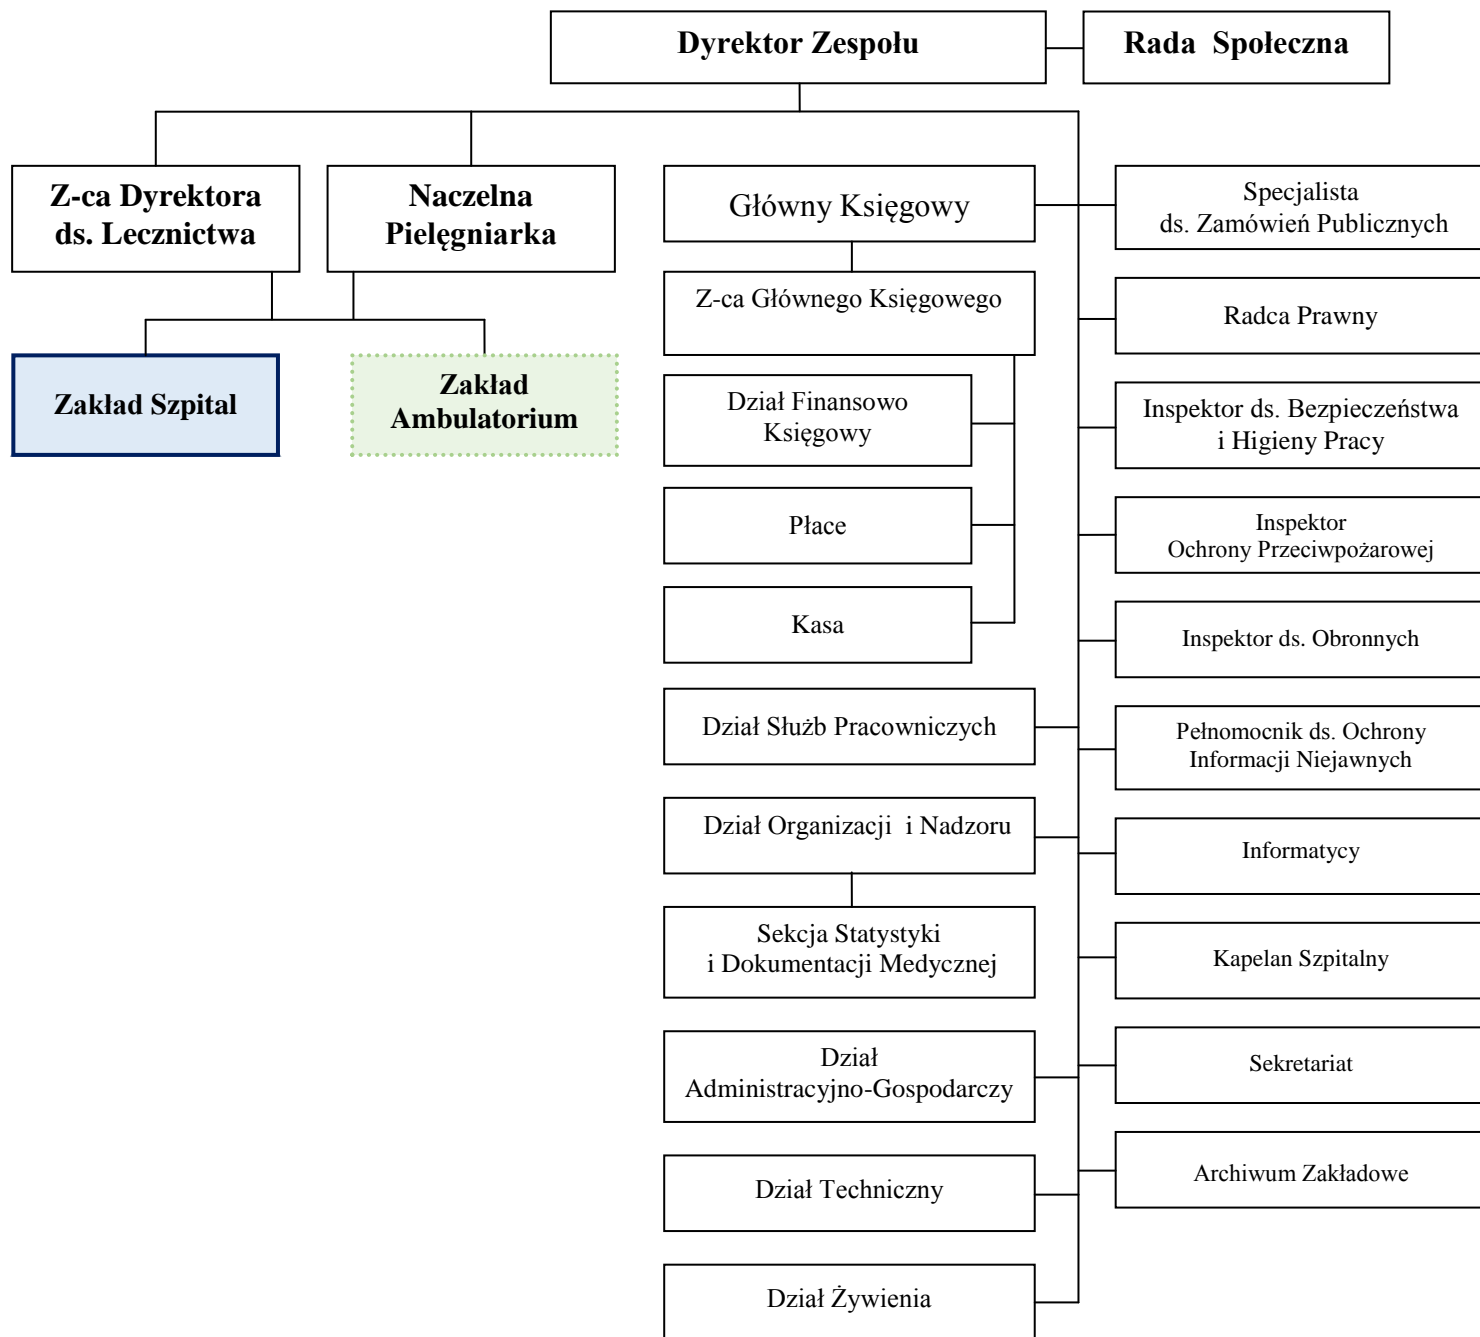 Dyrektor Zespołu
Rada Społeczna
Z-ca Dyrektora
ds. Lecznictwa
Naczelna
Pielęgniarka
Zakład Szpital
Zakład
Ambulatorium
Główny Księgowy
Z-ca Głównego Księgowego
Dział Finansowo
Księgowy
Płace
Kasa
Dział Służb Pracowniczych
Dział Organizacji i Nadzoru
Sekcja Statystyki
i Dokumentacji Medycznej
Dział
Administracyjno-Gospodarczy
Dział Techniczny
Dział Żywienia
Specjalista
ds. Zamówień Publicznych
Radca Prawny
Inspektor ds. Bezpieczeństwa
i Higieny Pracy
Inspektor
Ochrony Przeciwpożarowej
Inspektor ds. Obronnych
Pełnomocnik ds. Ochrony
Informacji Niejawnych
Informatycy
Kapelan Szpitalny
Sekretariat
Archiwum Zakładowe